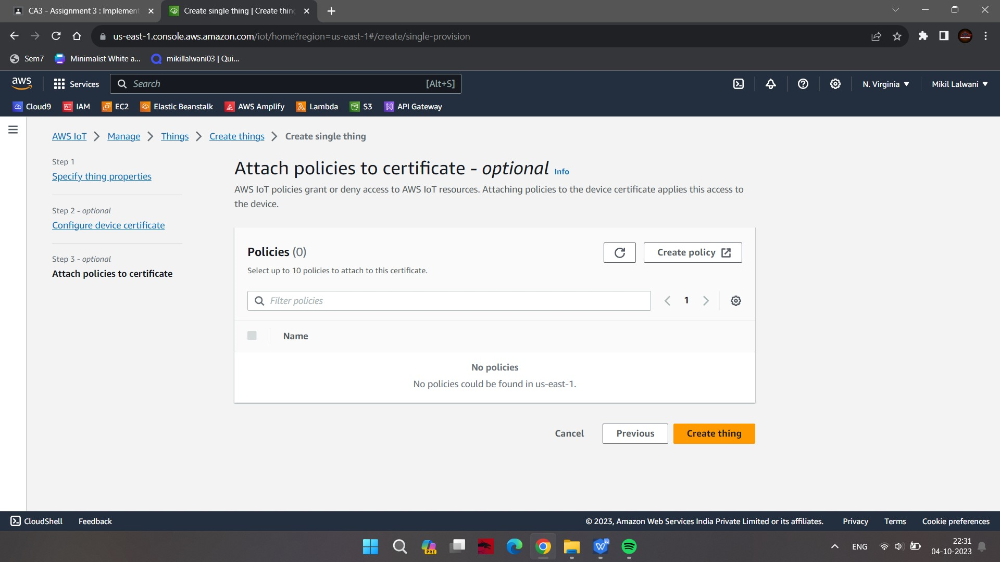 CA3 - Assignment 3 : Implement
Create single thing | Create thing
us-east-1.console.aws.amazon.com/iot/home?region=us-east-1#/create/single-provision
Sem7
Minimalist White a...
mikillalwani03 | Qui...
aws
Services
Search
[Alt+S]
N. Virginia
Mikil Lalwani
Cloud9
IAM
EC2
Elastic Beanstalk
AWS Amplify
Lambda
S3
API Gateway
AWS IoT
Manage
Things
Create things
Create single thing
Step 1
Specify thing properties
Step 2 - optional
Configure device certificate
Step 3 - optional
Attach policies to certificate
Attach policies to certificate - optional Info
AWS IoT policies grant or deny access to AWS IoT resources. Attaching policies to the device certificate applies this access to
the device.
Policies (0)
Create policy
Select up to 10 policies to attach to this certificate.
Filter policies
1
Name
No policies
No policies could be found in us-east-1.
Cancel
Previous
Create thing
CloudShell
Feedback
© 2023, Amazon Web Services India Private Limited or its affiliates.
Privacy
Terms
Cookie preferences
PRE
W
ENG
22:31
04-10-2023